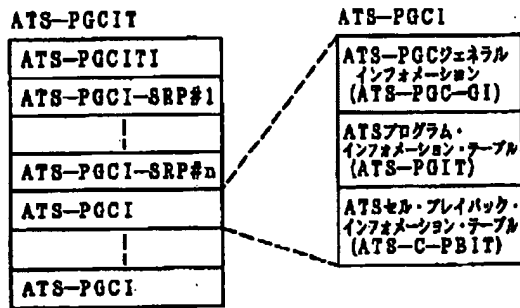 ATS-PGCIT
ATS-PGCITI
ATS-PGCI-SRP#1
ATS-PGCI-SRP#n
ATS-PGCI
ATS-PGCI
ATS-PGCI
ATS-PGCジェネラル
インフォメーション
(ATS-PGC-GI)
ATSプログラム・
インフォメーション・テーブル
(ATS-PGIT)
ATSセル・プレイバック・
インフォメーション・テーブル
(ATS-C-PBIT)